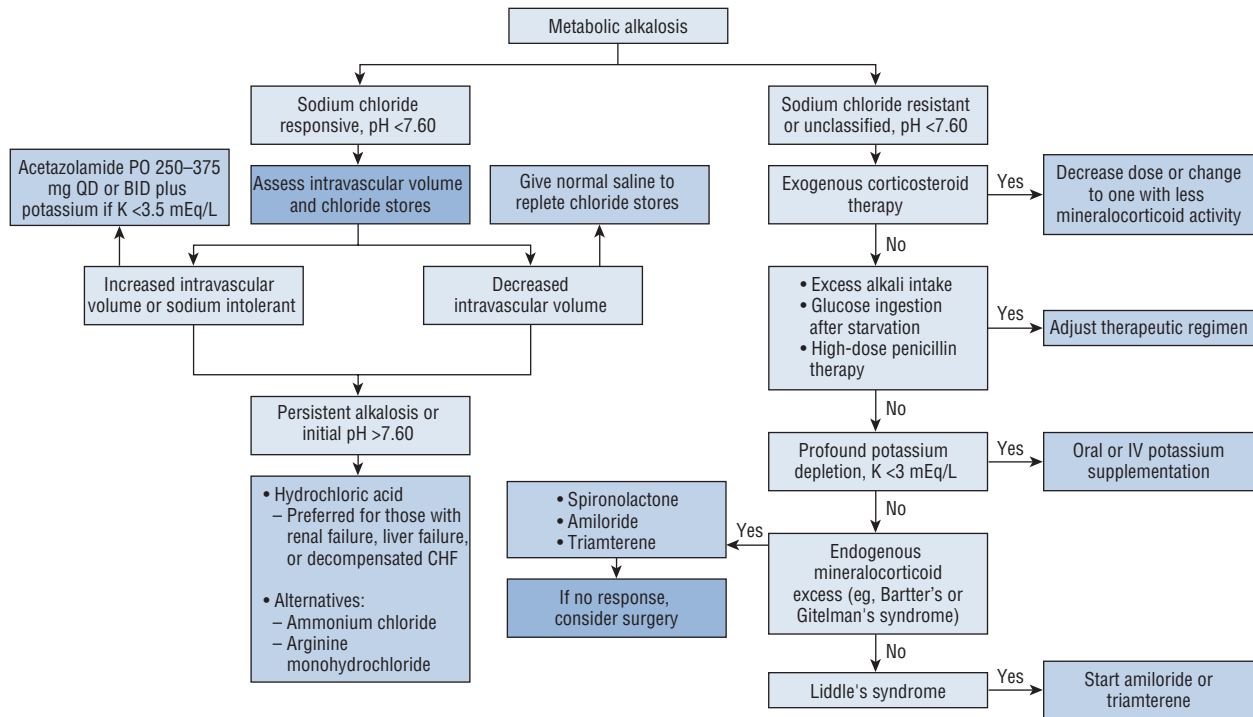 Metabolic alkalosis
Sodium chloride
responsive, pH <7.60
Sodium chloride resistant
or unclassified, pH <7.60
Acetazolamide PO 250–375
mg QD or BID plus
potassium if K <3.5 mEq/L
Assess intravascular volume
and chloride stores
Give normal saline to
replete chloride stores
Increased intravascular
volume or sodium intolerant
Decreased
intravascular volume
Persistent alkalosis or
initial pH >7.60
• Hydrochloric acid
– Preferred for those with
renal failure, liver failure,
or decompensated CHF
• Alternatives:
– Ammonium chloride
– Arginine
monohydrochloride
Exogenous corticosteroid
therapy
Yes
Decrease dose or change
to one with less
mineralocorticoid activity
No
• Excess alkali intake
• Glucose ingestion
after starvation
• High-dose penicillin
therapy
Yes
Adjust therapeutic regimen
No
Profound potassium
depletion, K <3 mEq/L
Yes
Oral or IV potassium
supplementation
No
Endogenous
mineralocorticoid
excess (eg, Bartter’s or
Gitelman's syndrome)
Yes
• Spironolactone
• Amiloride
• Triamterene
If no response,
consider surgery
No
Liddle's syndrome
Yes
Start amiloride or
triamterene